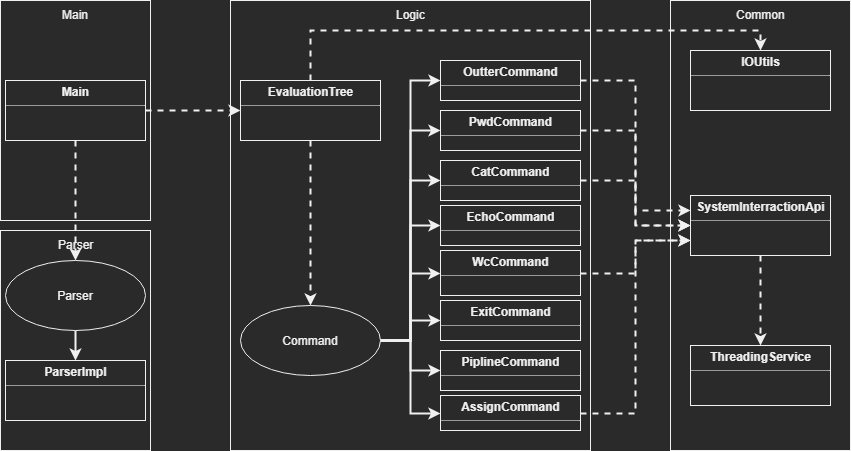 Main
Logic
Common
Main
EvaluationTree
OutterCommand
PwdCommand
CatCommand
EchoCommand
WcCommand
ExitCommand
PiplineCommand
AssignCommand
IOUtils
SystemInterractionApi
ThreadingService
Parser
Parser
ParserImpl
Command